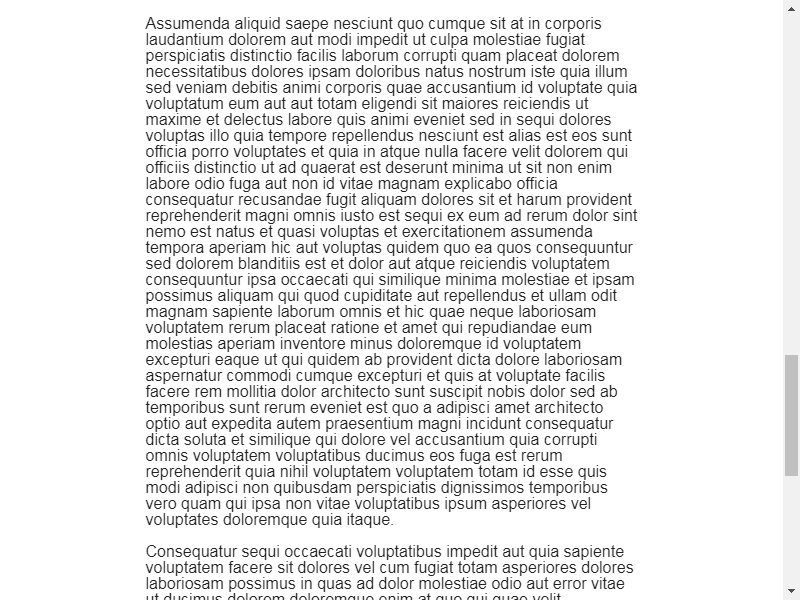 Assumenda aliquid saepe nesciunt quo cumque sit at in corporis
laudantium dolorem aut modi impedit ut culpa molestiae fugiat
perspiciatis distinctio facilis laborum corrupti quam placeat dolorem
necessitatibus dolores ipsam doloribus natus nostrum iste quia illum
sed veniam debitis animi corporis quae accusantium id voluptate quia
voluptatum eum aut aut totam eligendi sit maiores reiciendis ut
maxime et delectus labore quis animi eveniet sed in sequi dolores
voluptas illo quia tempore repellendus nesciunt est alias est eos sunt
officia porro voluptates et quia in atque nulla facere velit dolorem qui
officiis distinctio ut ad quaerat est deserunt minima ut sit non enim
labore odio fuga aut non id vitae magnam explicabo officia
consequatur recusandae fugit aliquam dolores sit et harum provident
reprehenderit magni omnis iusto est sequi ex eum ad rerum dolor sint
nemo est natus et quasi voluptas et exercitationem assumenda
tempora aperiam hic aut voluptas quidem quo ea quos consequuntur
sed dolorem blanditiis est et dolor aut atque reiciendis voluptatem
consequuntur ipsa occaecati qui similique minima molestiae et ipsam
possimus aliquam qui quod cupiditate aut repellendus et ullam odit
magnam sapiente laborum omnis et hic quae neque laboriosam
voluptatem rerum placeat ratione et amet qui repudiandae eum
molestias aperiam inventore minus doloremque id voluptatem
excepturi eaque ut qui quidem ab provident dicta dolore laboriosam
aspernatur commodi cumque excepturi et quis at voluptate facilis
facere rem mollitia dolor architecto sunt suscipit nobis dolor sed ab
temporibus sunt rerum eveniet est quo a adipisci amet architecto
optio aut expedita autem praesentium magni incidunt consequatur
dicta soluta et similique qui dolore vel accusantium quia corrupti
omnis voluptatem voluptatibus ducimus eos fuga est rerum
reprehenderit quia nihil voluptatem voluptatem totam id esse quis
modi adipisci non quibusdam perspiciatis dignissimos temporibus
vero quam qui ipsa non vitae voluptatibus ipsum asperiores vel
voluptates doloremque quia itaque.
Consequatur sequi occaecati voluptatibus impedit aut quia sapiente
voluptatem facere sit dolores vel cum fugiat totam asperiores dolores
laboriosam possimus in quas ad dolor molestiae odio aut error vitae
ut ducimus dolorem doloremque enim at quo qui quae velit